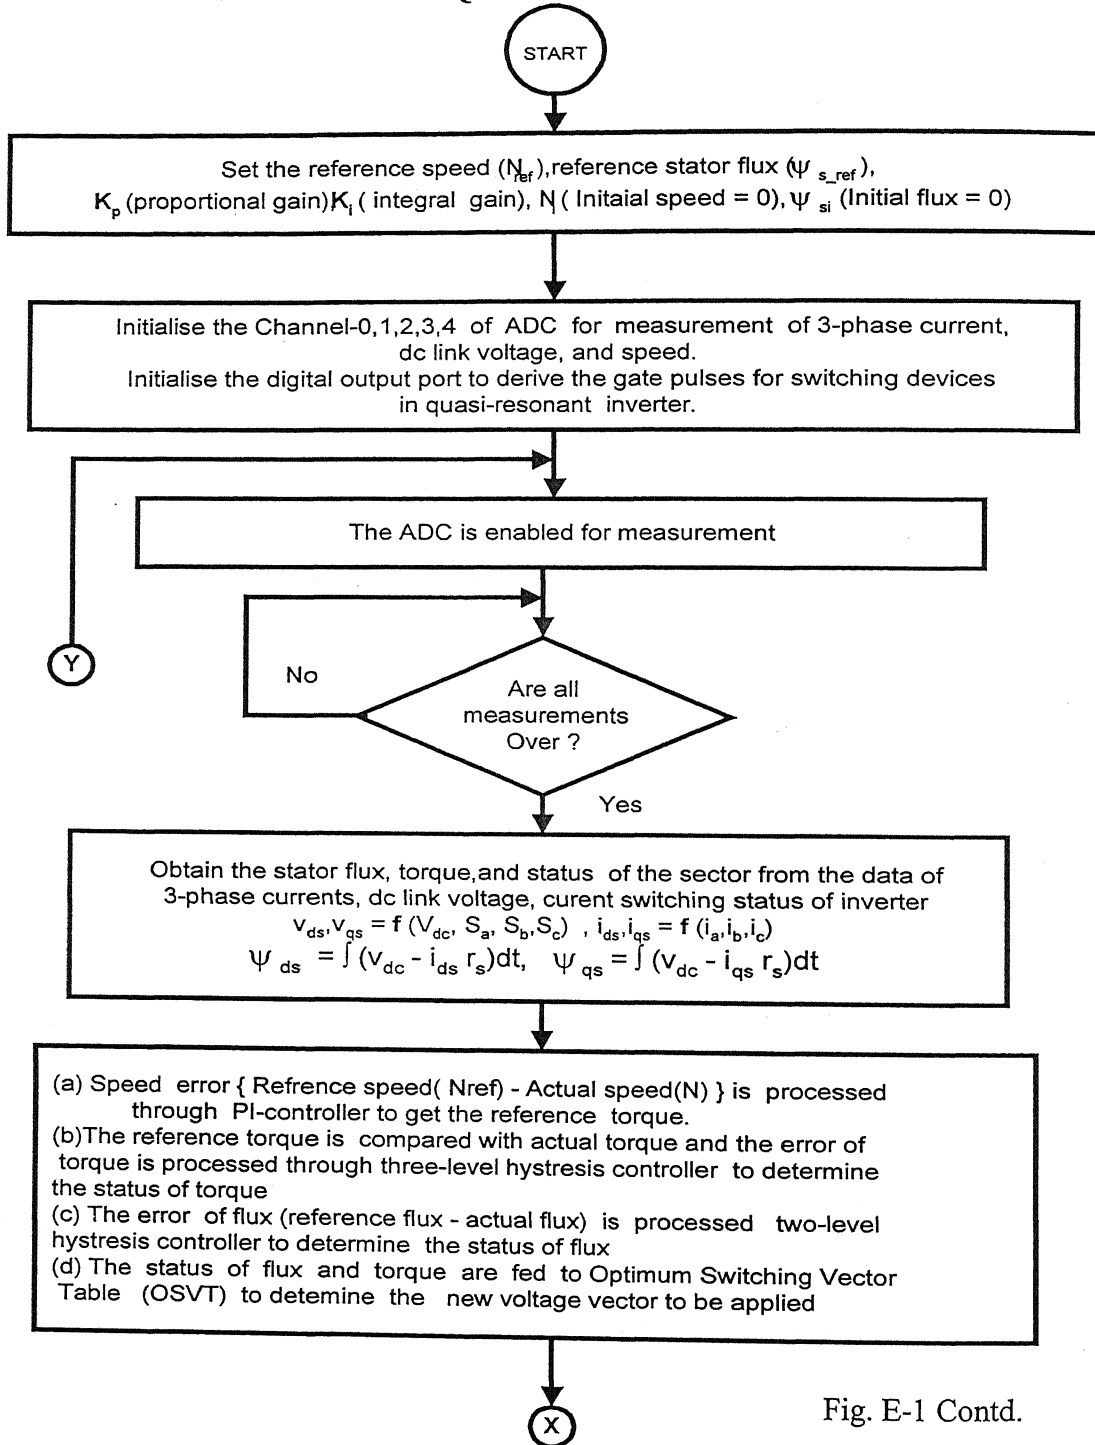 START
Set the reference speed (Nref),reference stator flux (ψ s_ref),
Kp (proportional gain)Ki ( integral gain), N ( Initaial speed = 0), ψ si (Initial flux = 0)
Initialise the Channel-0,1,2,3,4 of ADC for measurement of 3-phase current,
dc link voltage, and speed.
Initialise the digital output port to derive the gate pulses for switching devices
in quasi-resonant inverter.
The ADC is enabled for measurement
Y
No
Are all
measurements
Over ?
Yes
Obtain the stator flux, torque,and status of the sector from the data of
3-phase currents, dc link voltage, curent switching status of inverter
vds,vqs = f (Vdc, Sa, Sb,Sc) , ids,iqs = f (ia,ib,ic)
ψ ds = ∫ (vdc - ids rs)dt, ψ qs = ∫ (vdc - iqs rs)dt
(a) Speed error { Refrence speed( Nref) - Actual speed(N) } is processed
through PI-controller to get the reference torque.
(b)The reference torque is compared with actual torque and the error of
torque is processed through three-level hystresis controller to determine
the status of torque
(c) The error of flux (reference flux - actual flux) is processed two-level
hystresis controller to determine the status of flux
(d) The status of flux and torque are fed to Optimum Switching Vector
Table (OSVT) to detemine the new voltage vector to be applied
X
Fig. E-1 Contd.